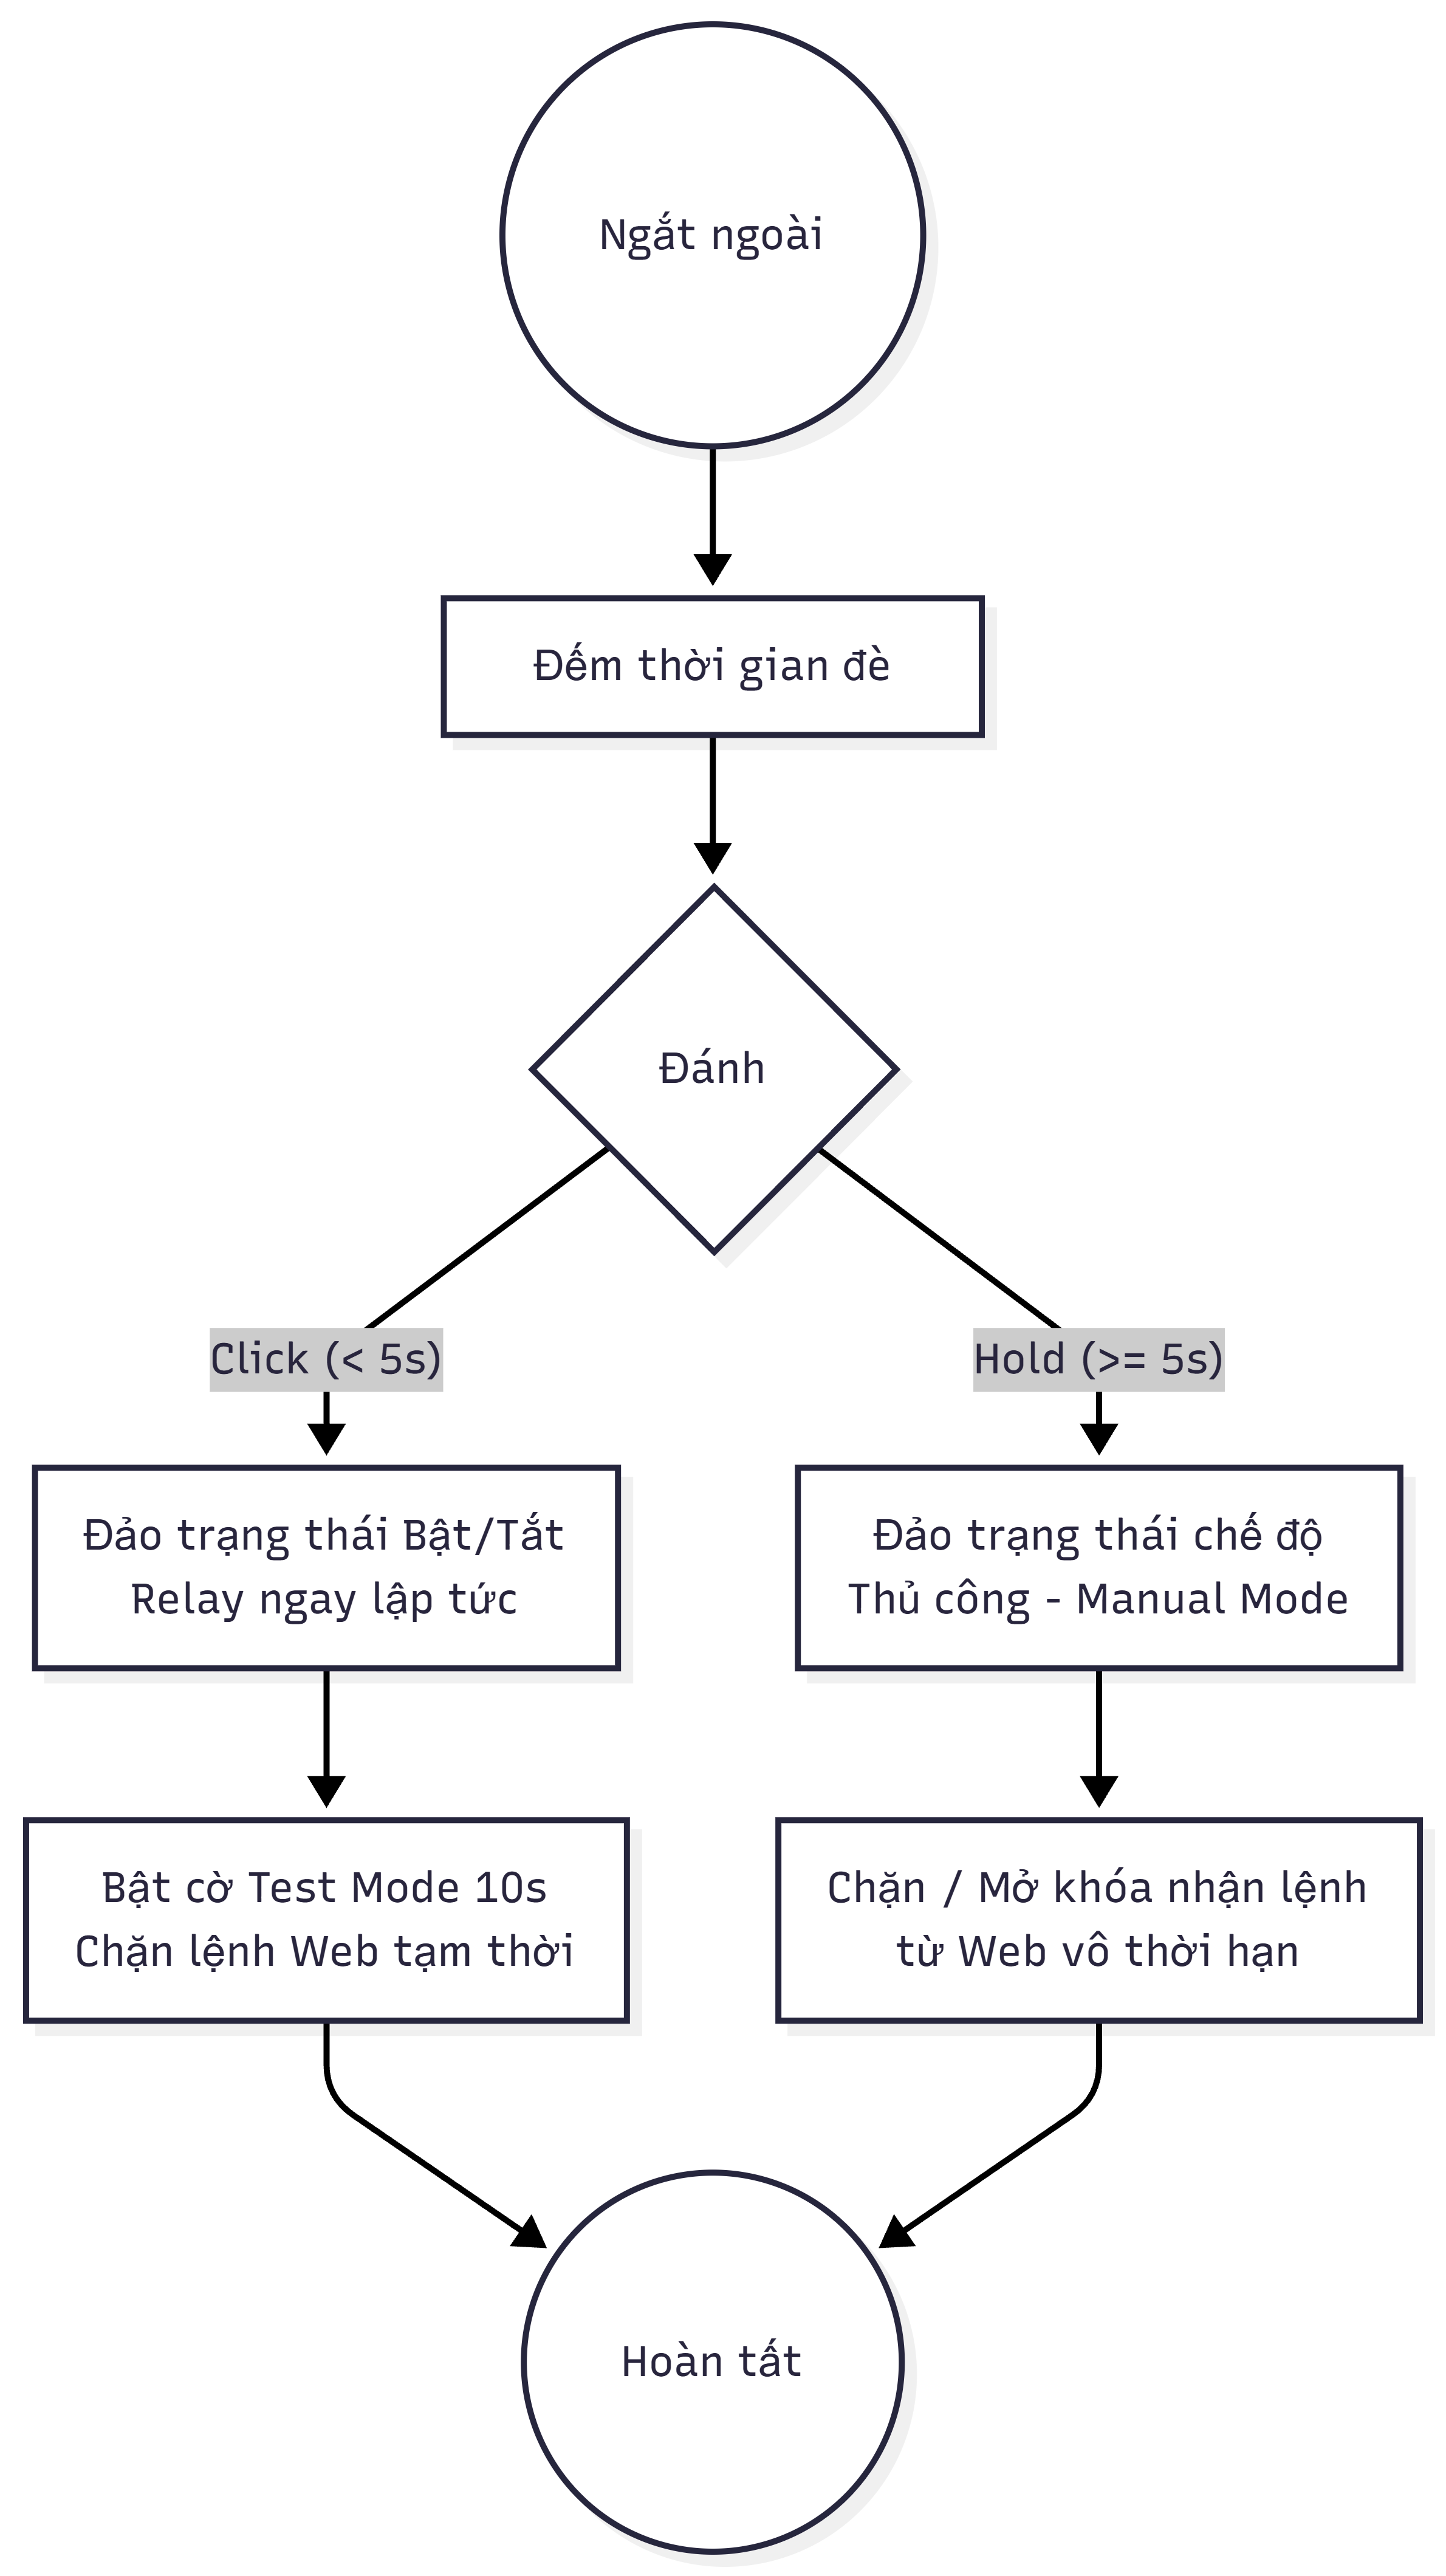 Ngắt ngoài
Đếm thời gian đè
Đánh
Click (< 5s)
Hold (>= 5s)
Đảo trạng thái Bật/Tắt
Relay ngay lập tức
Đảo trạng thái chế độ
Thủ công - Manual Mode
Bật cờ Test Mode 10s
Chặn lệnh Web tạm thời
Chặn / Mở khóa nhận lệnh
từ Web vô thời hạn
Hoàn tất